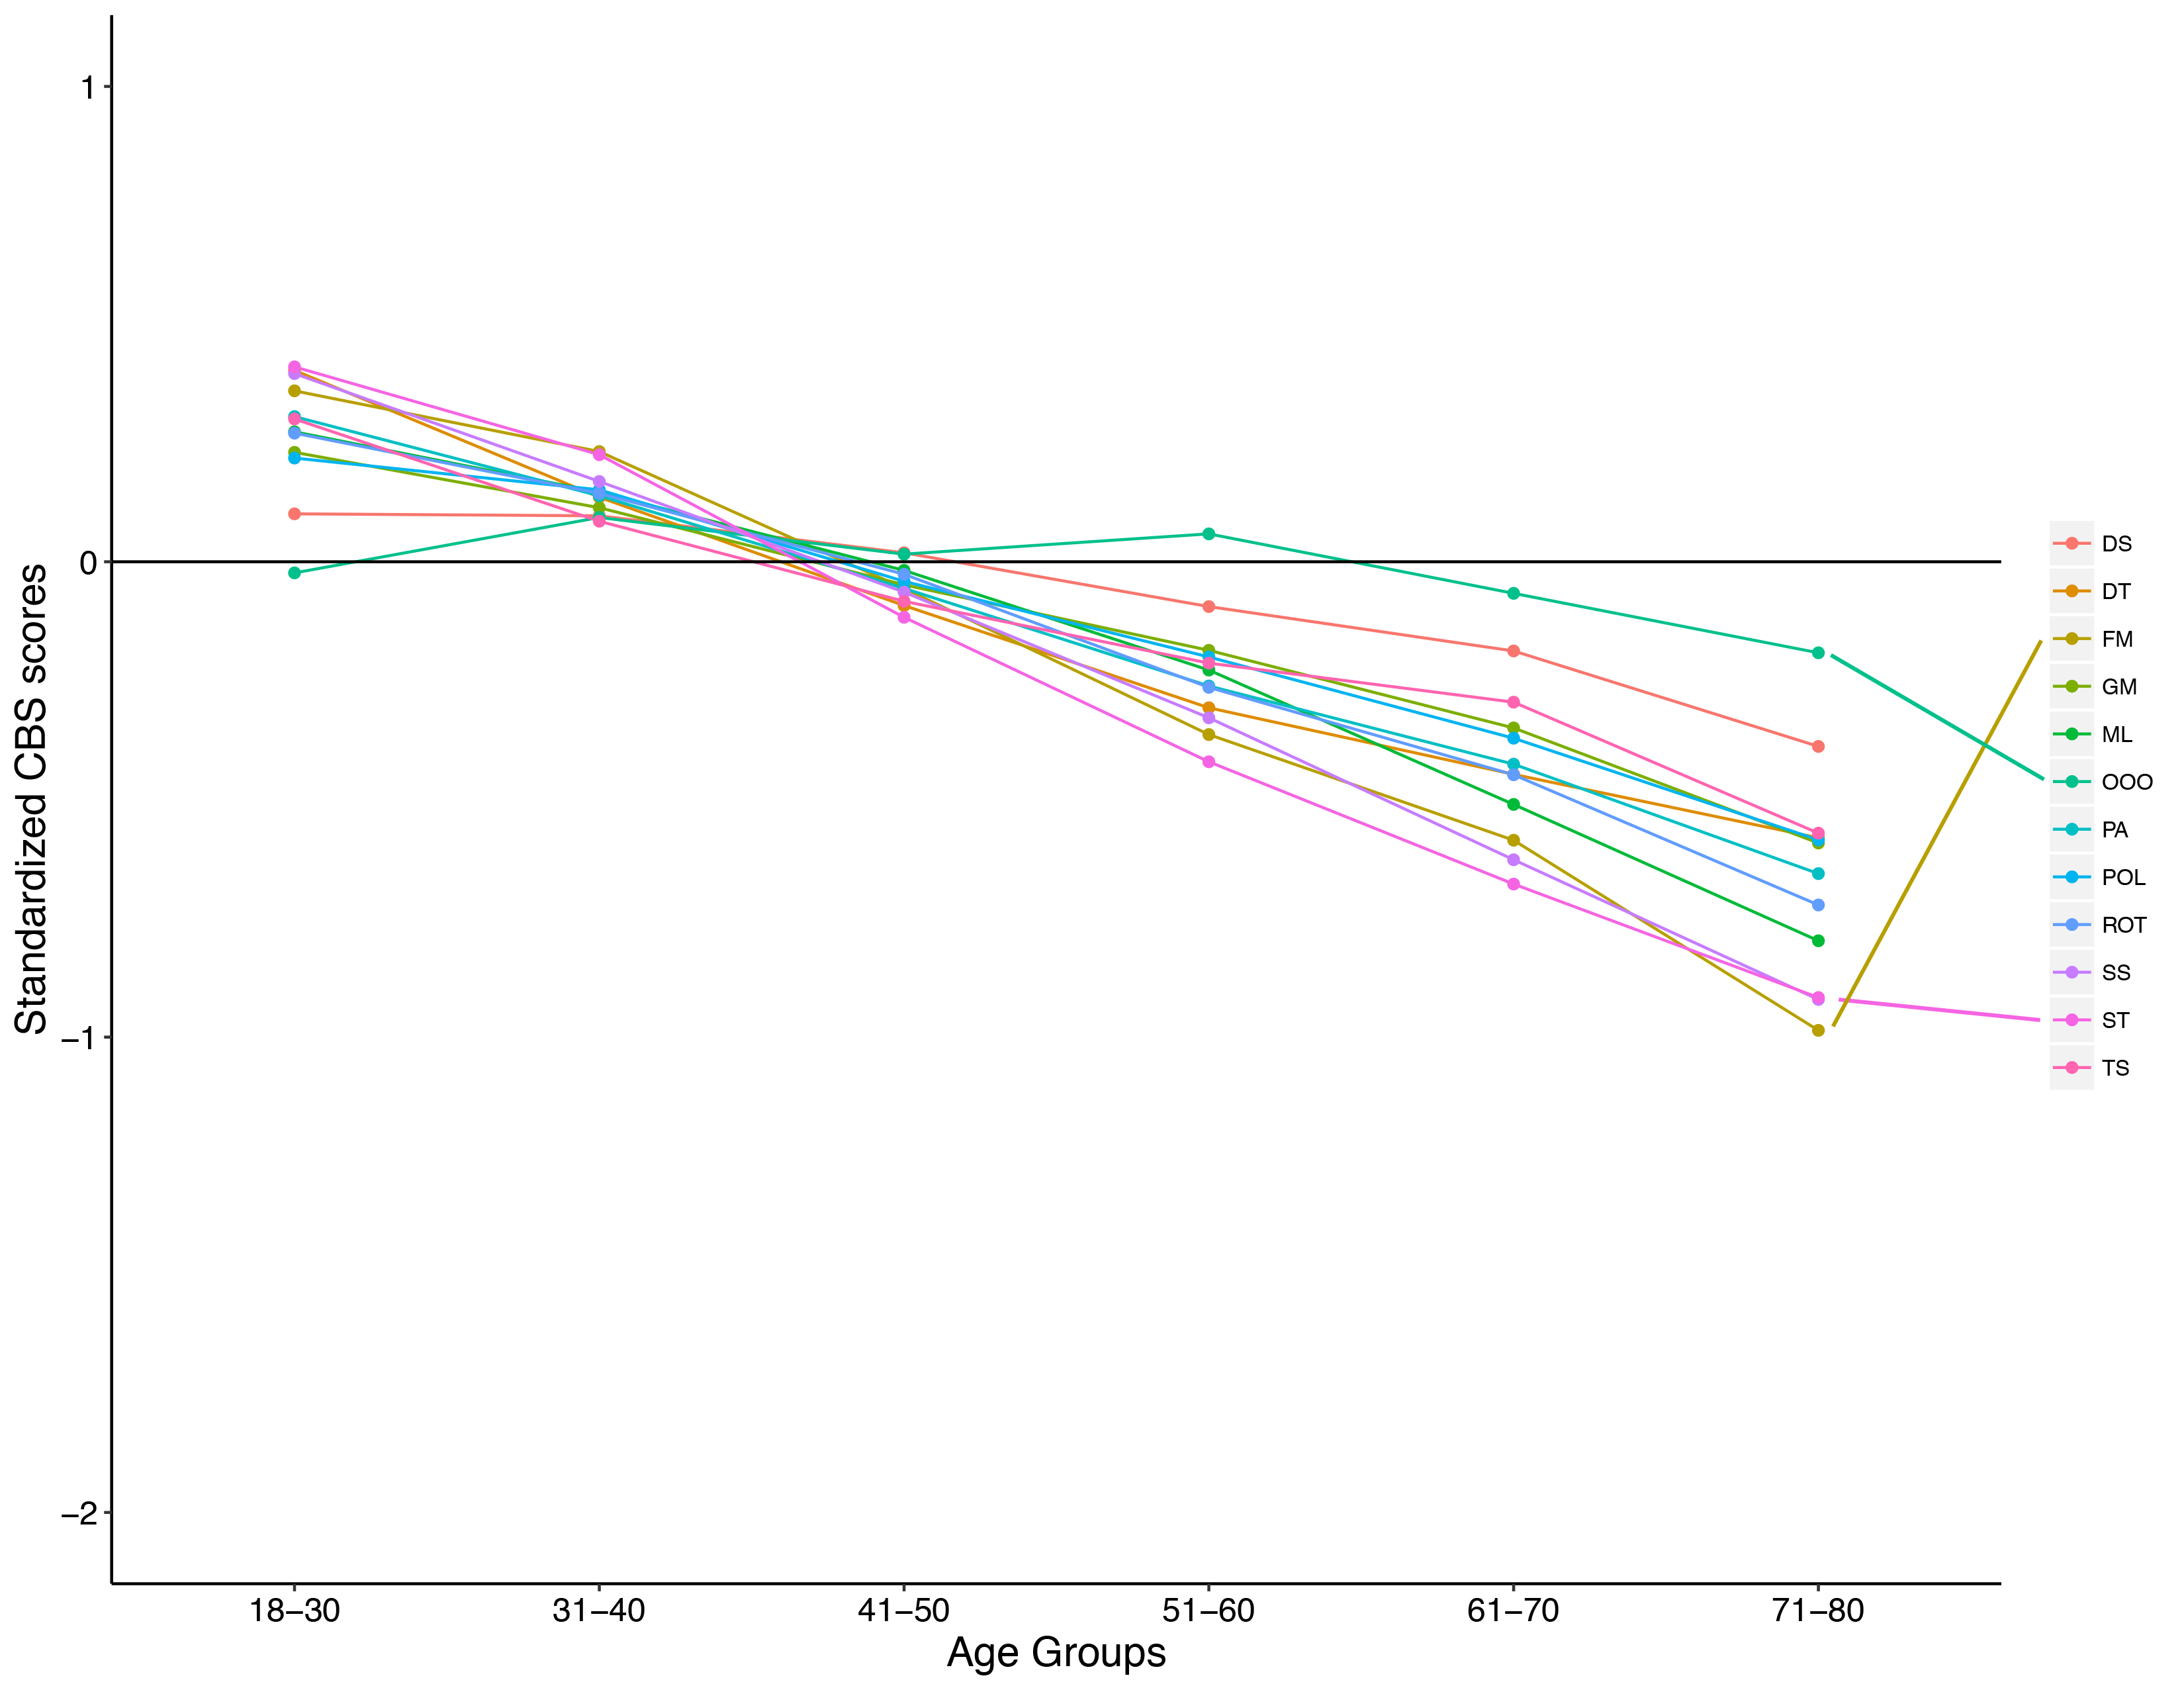 Standardized CBS scores
1
0
−1
−2
18−30
31−40
41−50
51−60
61−70
71−80
Age Groups
DS
DT
FM
GM
ML
OOO
PA
POL
ROT
SS
ST
TS